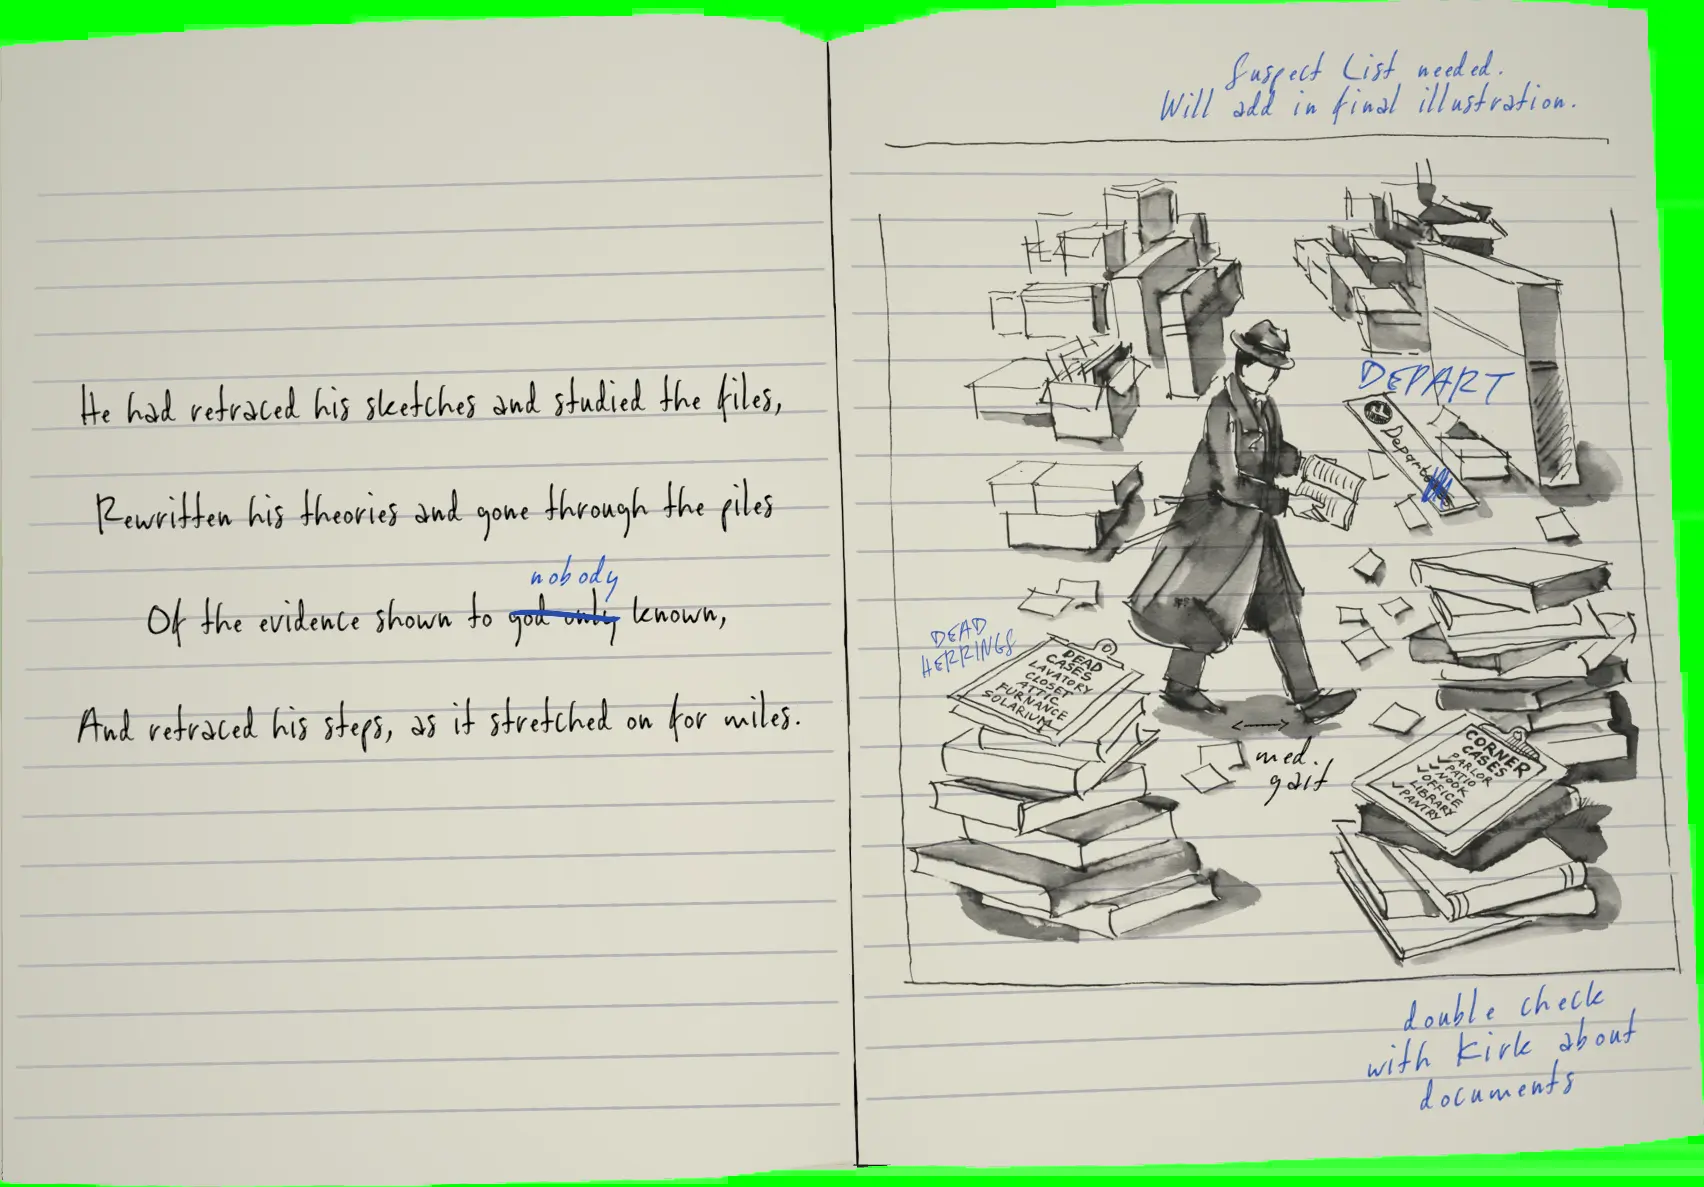 He had retraced his sketches and studied the files,
Rewritten his theories and gone through the piles
nobody
Of the evidence shown to god only known,
And retraced his steps, as it stretched on for miles.
Suspect List needed.
Will add in final illustration.
DEPART
Depart
DEAD
HERRINGS
DEAD
CASES
LAVATORY
CLOSET
ATTIC
FURNANCE
SOLARIUM
med.
gait
CORNER
CASES
✓PARLOR
✓PATIO
✓NOOK
OFFICE
LIBRARY
✓PANTRY
double check
with Kirk about
documents